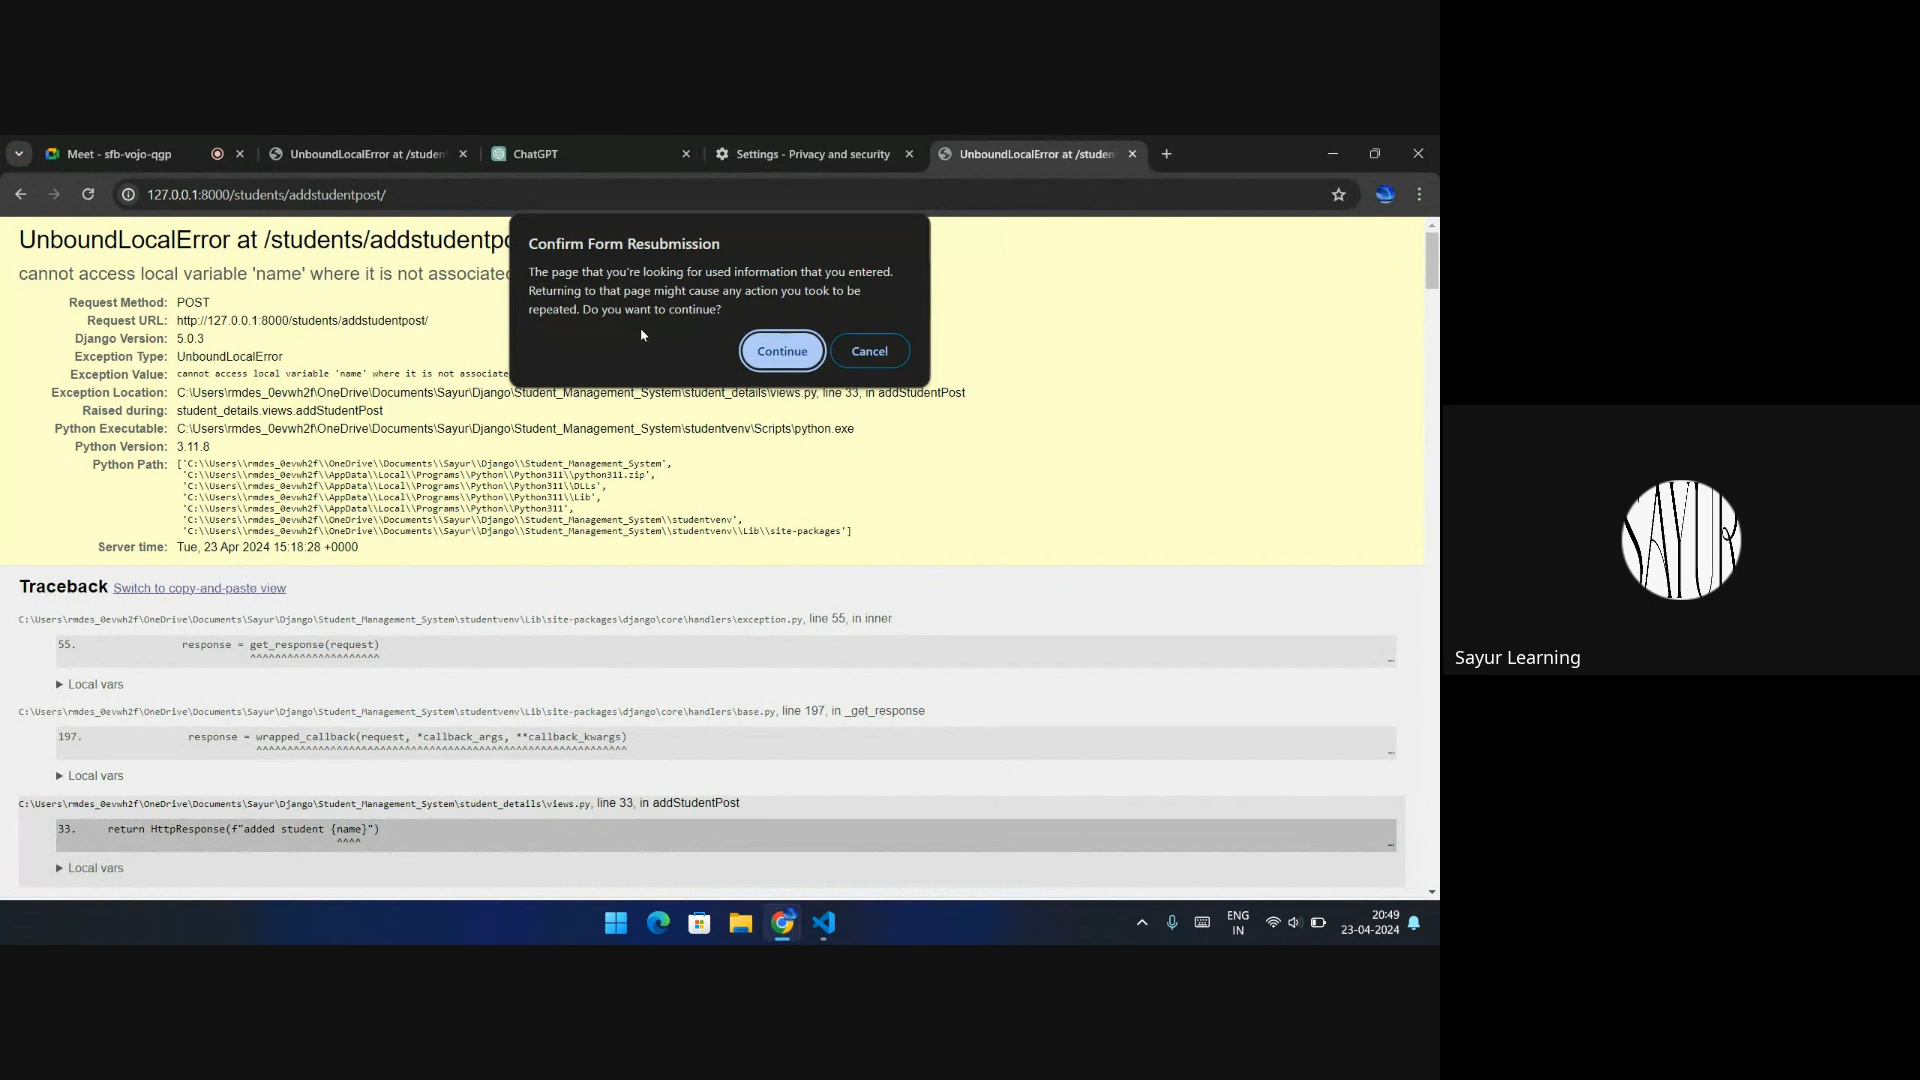 Meet - sfb-vojo-qgp
UnboundLocalError at /studen
ChatGPT
Settings - Privacy and security
UnboundLocalError at /studen
127.0.0.1:8000/students/addstudentpost/
UnboundLocalError at /students/addstudentpo
cannot access local variable 'name' where it is not associated
Confirm Form Resubmission
The page that you're looking for used information that you entered.
Returning to that page might cause any action you took to be
repeated. Do you want to continue?
Continue
Cancel
Request Method: POST
Request URL: http://127.0.0.1:8000/students/addstudentpost/
Django Version: 5.0.3
Exception Type: UnboundLocalError
Exception Value: cannot access local variable 'name' where it is not associate
Exception Location: C:\Users\rmdes_0evwh2f\OneDrive\Documents\Sayur\Django\Student_Management_System\student_details\views.py, line 33, in addStudentPost
Raised during: student_details.views.addStudentPost
Python Executable: C:\Users\rmdes_0evwh2f\OneDrive\Documents\Sayur\Django\Student_Management_System\studentvenv\Scripts\python.exe
Python Version: 3.11.8
Python Path: ['C:\\Users\\rmdes_0evwh2f\\OneDrive\\Documents\\Sayur\\Django\\Student_Management_System',
'C:\\Users\\rmdes_0evwh2f\\AppData\\Local\\Programs\\Python\\Python311\\python311.zip',
'C:\\Users\\rmdes_0evwh2f\\AppData\\Local\\Programs\\Python\\Python311\\DLLs',
'C:\\Users\\rmdes_0evwh2f\\AppData\\Local\\Programs\\Python\\Python311\\Lib',
'C:\\Users\\rmdes_0evwh2f\\AppData\\Local\\Programs\\Python\\Python311',
'C:\\Users\\rmdes_0evwh2f\\OneDrive\\Documents\\Sayur\\Django\\Student_Management_System\\studentvenv',
'C:\\Users\\rmdes_0evwh2f\\OneDrive\\Documents\\Sayur\\Django\\Student_Management_System\\studentvenv\\Lib\\site-packages']
Server time: Tue, 23 Apr 2024 15:18:28 +0000
Traceback Switch to copy-and-paste view
C:\Users\rmdes_0evwh2f\OneDrive\Documents\Sayur\Django\Student_Management_System\studentvenv\Lib\site-packages\django\core\handlers\exception.py, line 55, in inner
55. response = get_response(request)
^^^^^^^^^^^^^^^^^^^^^
…
Local vars
C:\Users\rmdes_0evwh2f\OneDrive\Documents\Sayur\Django\Student_Management_System\studentvenv\Lib\site-packages\django\core\handlers\base.py, line 197, in _get_response
197. response = wrapped_callback(request, *callback_args, **callback_kwargs)
^^^^^^^^^^^^^^^^^^^^^^^^^^^^^^^^^^^^^^^^^^^^^^^^^^^^^^^^^^^^
…
Local vars
C:\Users\rmdes_0evwh2f\OneDrive\Documents\Sayur\Django\Student_Management_System\student_details\views.py, line 33, in addStudentPost
33. return HttpResponse(f"added student {name}")
^^^^
…
Local vars
ENG
IN
20:49
23-04-2024
SAYUR
Sayur Learning